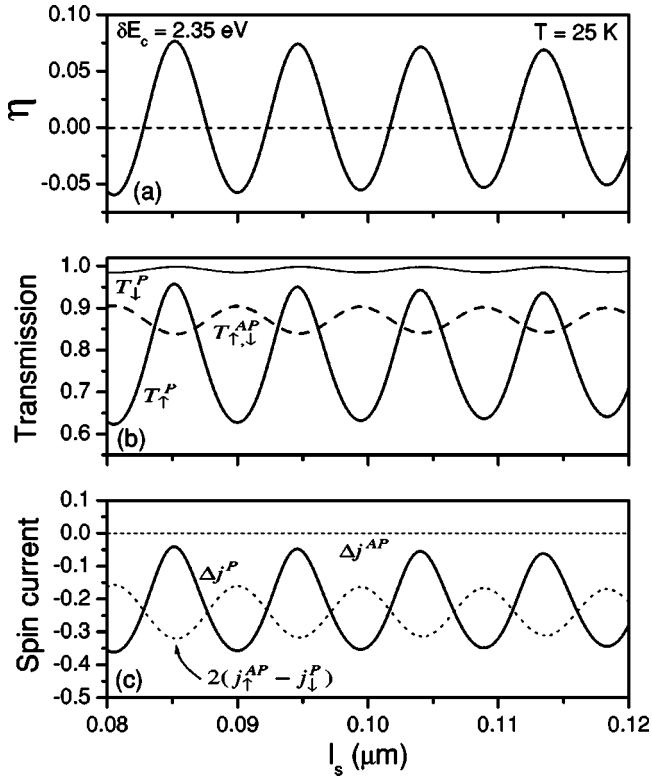 0.10
δE_c = 2.35 eV
T = 25 K
0.05
η
0.00
-0.05
(a)
1.0
T_↓^P
0.9
T_{↑,↓}^{AP}
Transmission
0.8
0.7
T_↑^P
0.6
(b)
0.1
0.0
Δj^{AP}
-0.1
Δj^P
Spin current
-0.2
-0.3
-0.4
2(j_↑^{AP} − j_↓^P)
(c)
-0.5
0.08 0.09 0.10 0.11 0.12
l_s (μm)